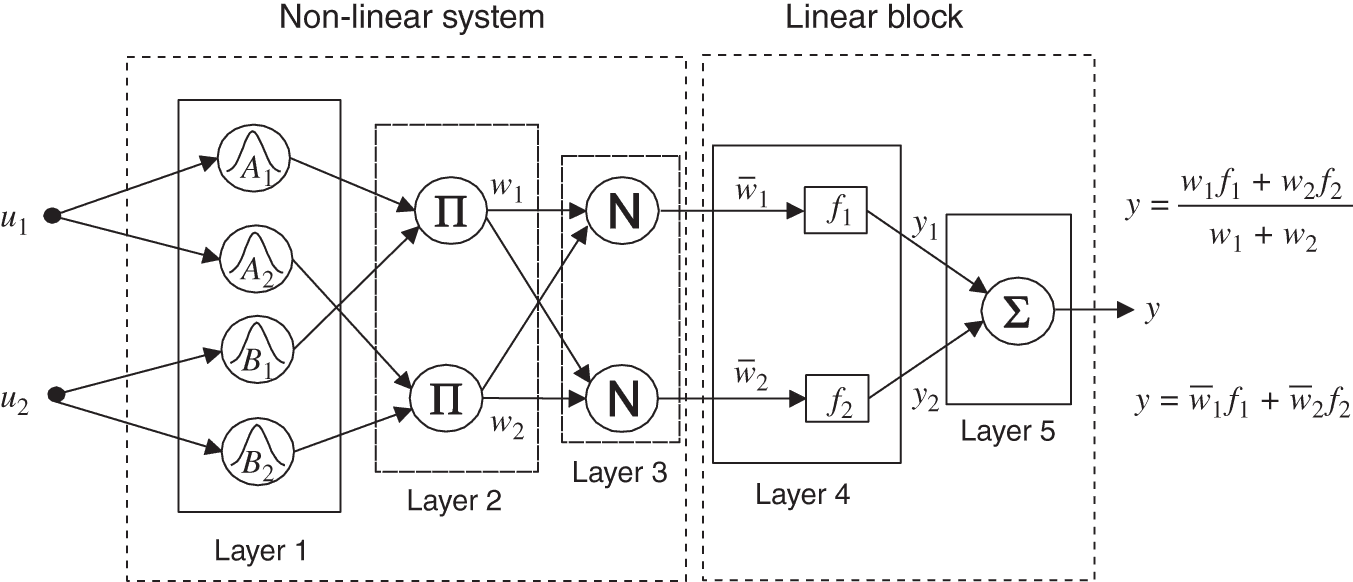 Non-linear system
Linear block
u₁
u₂
A₁
A₂
B₁
B₂
Layer 1
Π
Π
w₁
w₂
Layer 2
N
N
Layer 3
w̅₁
w̅₂
f₁
f₂
Layer 4
y₁
y₂
Σ
Layer 5
y
y = (w₁f₁ + w₂f₂) / (w₁ + w₂)
y = w̅₁f₁ + w̅₂f₂